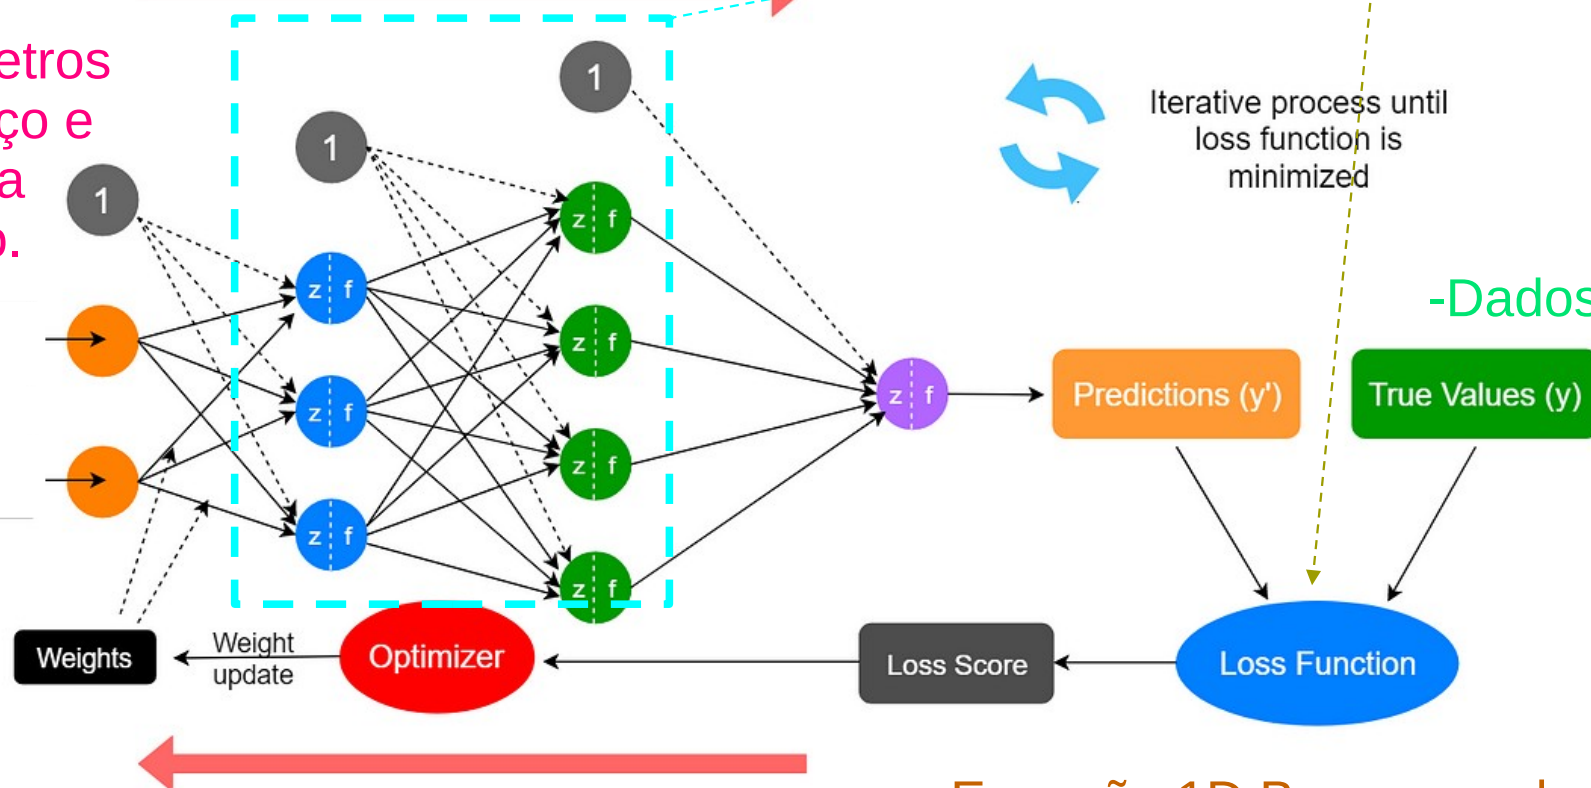 etros
ço e
a
o.
1
1
1
z f
z f
z f
z f
z f
z f
z f
z f
Iterative process until
loss function is
minimized
-Dados
Predictions (y')
True Values (y)
Weights
Weight
update
Optimizer
Loss Score
Loss Function
1D